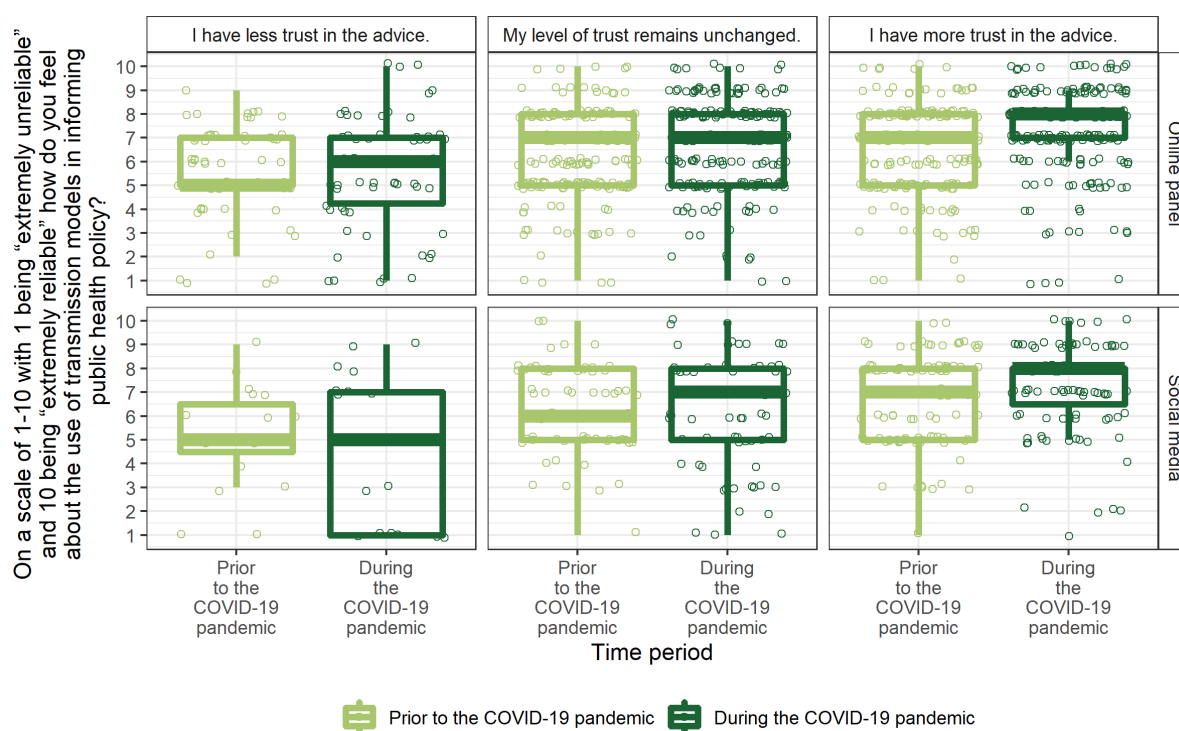 On a scale of 1-10 with 1 being “extremely unreliable”
and 10 being “extremely reliable” how do you feel
about the use of transmission models in informing
public health policy?
I have less trust in the advice.
My level of trust remains unchanged.
I have more trust in the advice.
10
9
8
7
6
5
4
3
2
1
Online panel
10
9
8
7
6
5
4
3
2
1
Social media
Prior
to the
COVID-19
pandemic
During
the
COVID-19
pandemic
Prior
to the
COVID-19
pandemic
During
the
COVID-19
pandemic
Prior
to the
COVID-19
pandemic
During
the
COVID-19
pandemic
Time period
Prior to the COVID-19 pandemic
During the COVID-19 pandemic